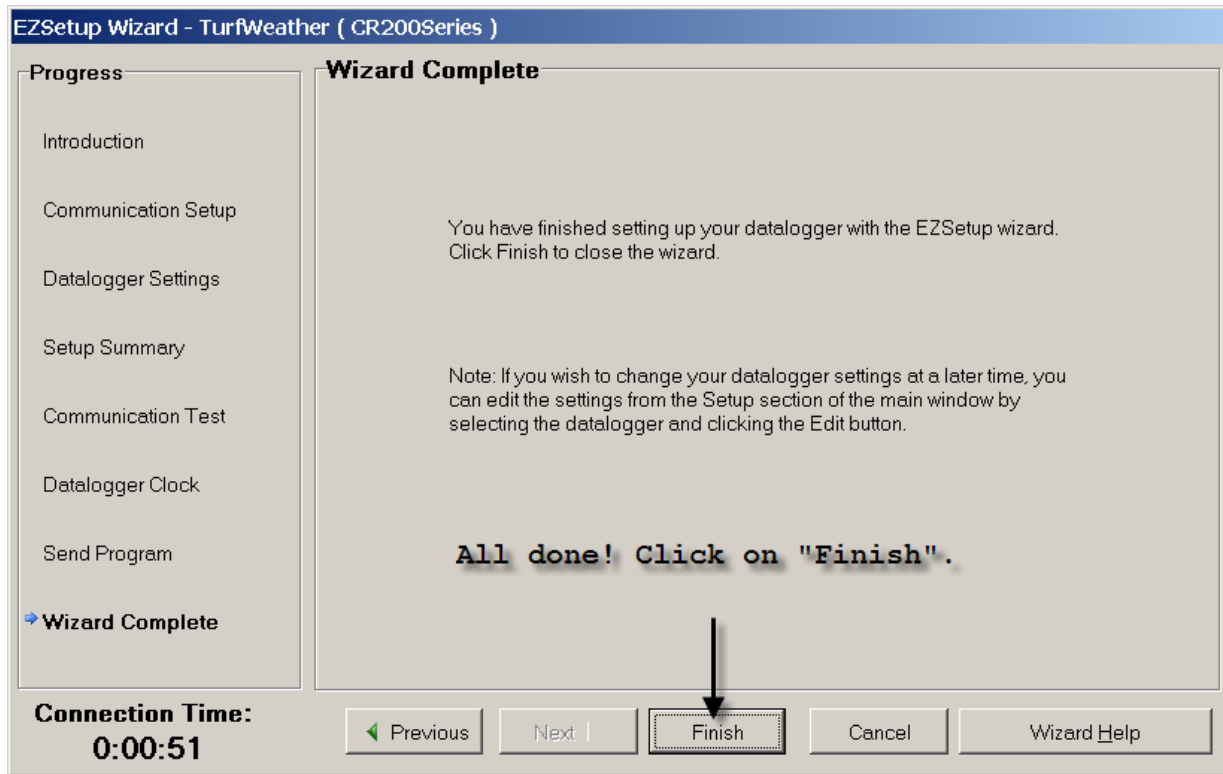 EZSetup Wizard - TurfWeather ( CR200Series )
Progress
Introduction
Communication Setup
Datalogger Settings
Setup Summary
Communication Test
Datalogger Clock
Send Program
Wizard Complete
Wizard Complete
You have finished setting up your datalogger with the EZSetup wizard.
Click Finish to close the wizard.
Note: If you wish to change your datalogger settings at a later time, you
can edit the settings from the Setup section of the main window by
selecting the datalogger and clicking the Edit button.
All done! Click on "Finish".
Connection Time:
0:00:51
Previous
Next
Finish
Cancel
Wizard Help